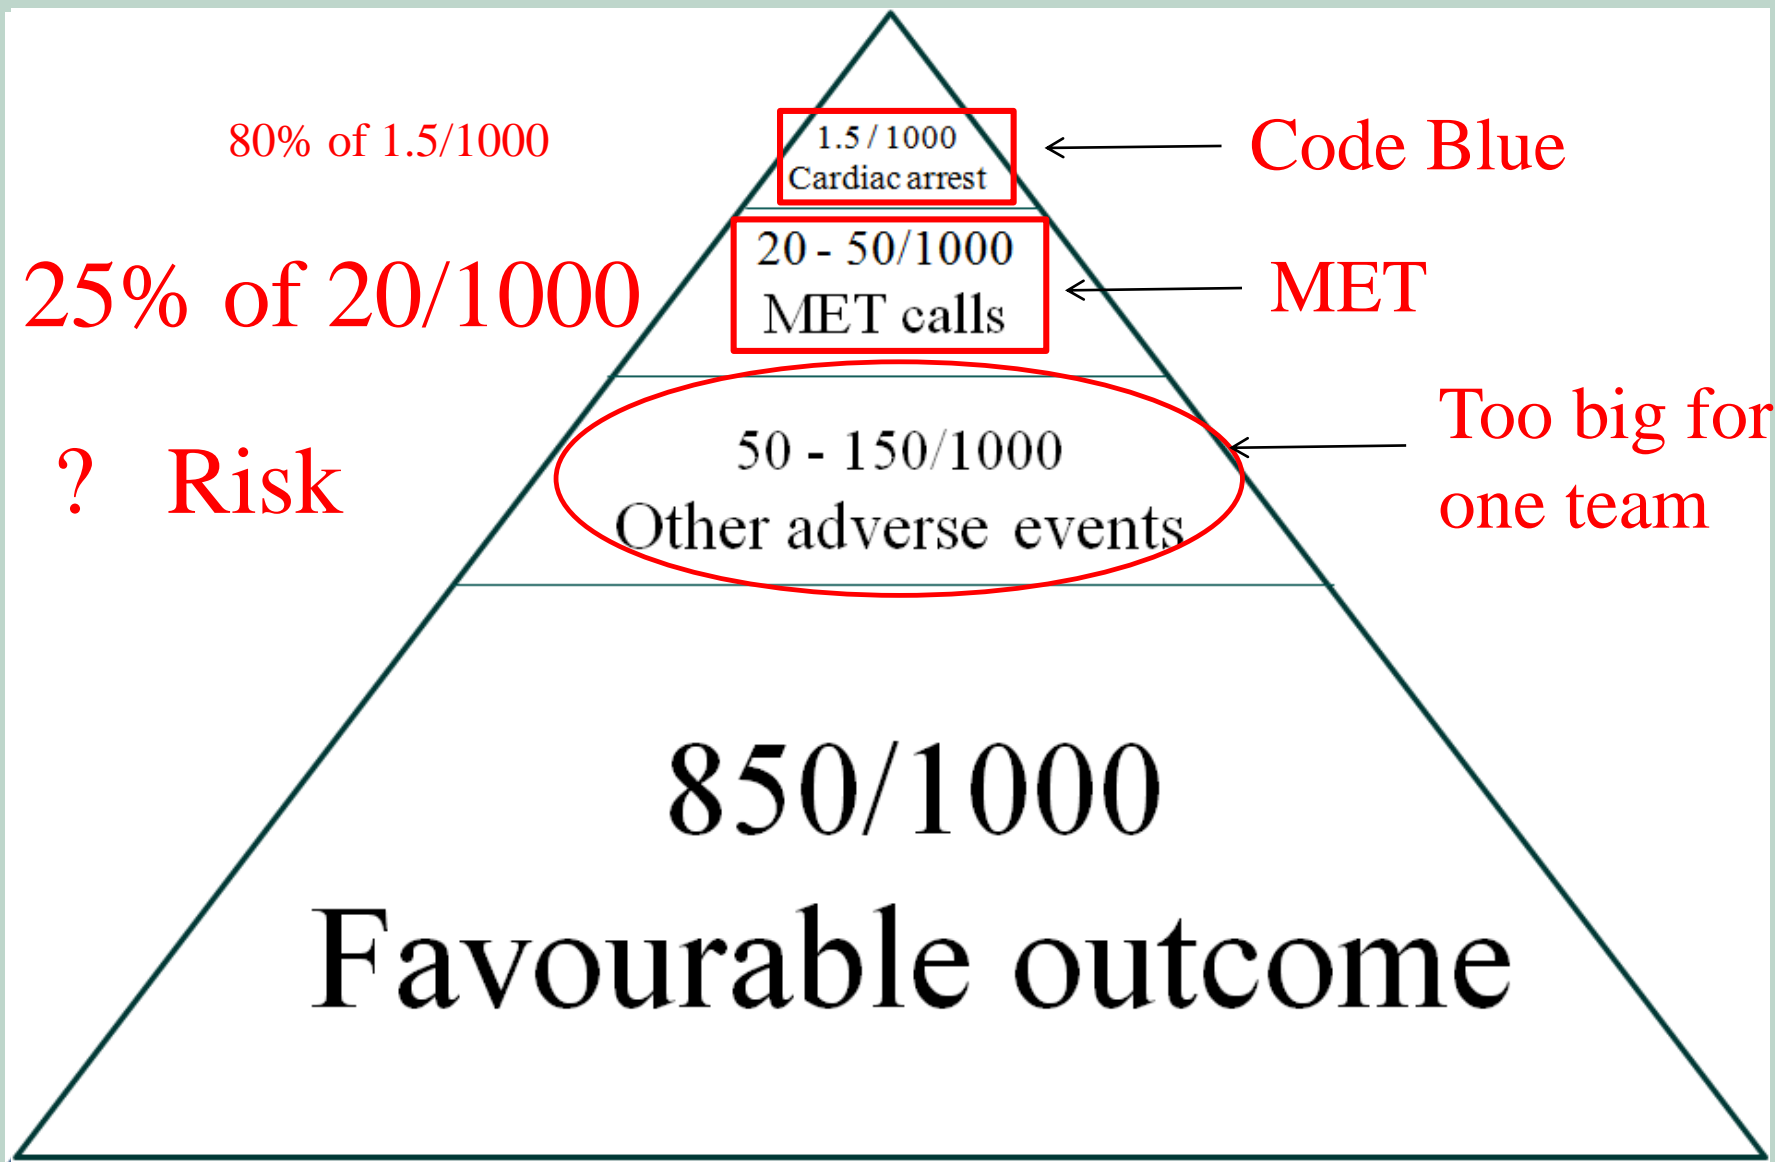 80% of 1.5/1000
1.5 / 1000
Cardiac arrest
Code Blue
25% of 20/1000
20 - 50/1000
MET calls
MET
? Risk
50 - 150/1000
Other adverse events
Too big for
one team
850/1000
Favourable outcome